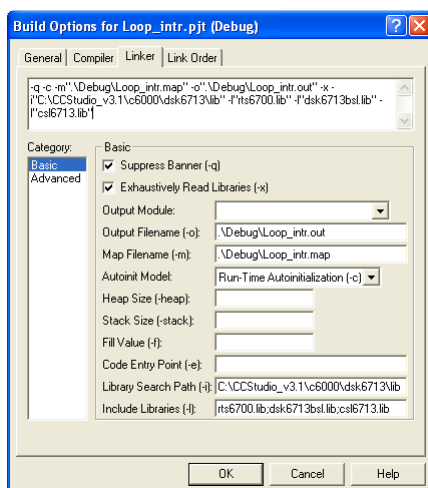 Build Options for Loop_intr.pjt (Debug)
General Compiler Linker Link Order
-q -c -m".\Debug\Loop_intr.map" -o".\Debug\Loop_intr.out" -x -
i"C:\CCStudio_v3.1\c6000\dsk6713\lib" -l"rts6700.lib" -l"dsk6713bsl.lib" -
l"csl6713.lib"
Category:
Basic
Advanced
Basic
Suppress Banner (-q)
Exhaustively Read Libraries (-x)
Output Module:
Output Filename (-o): .\Debug\Loop_intr.out
Map Filename (-m): .\Debug\Loop_intr.map
Autoinit Model: Run-Time Autoinitialization (-c)
Heap Size (-heap):
Stack Size (-stack):
Fill Value (-f):
Code Entry Point (-e):
Library Search Path (-i): C:\CCStudio_v3.1\c6000\dsk6713\lib
Include Libraries (-l): rts6700.lib;dsk6713bsl.lib;csl6713.lib
OK Cancel Help